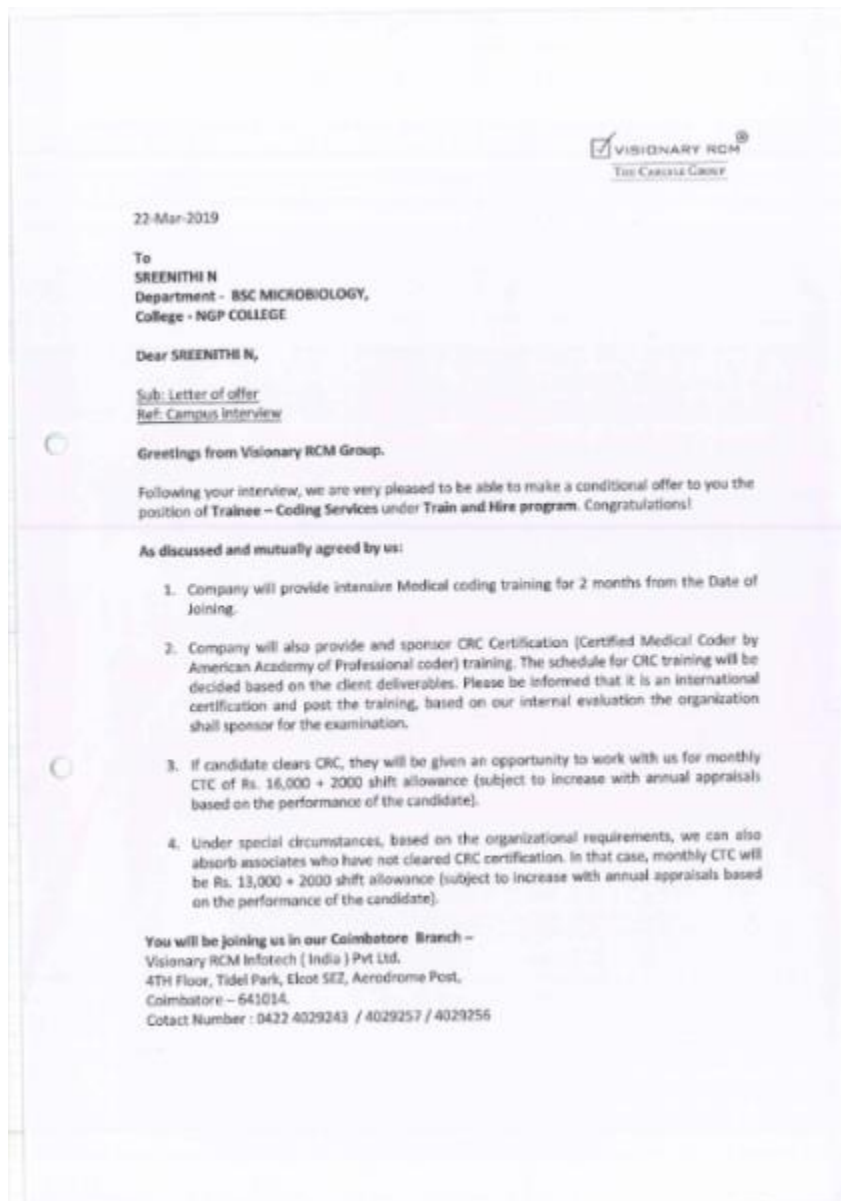 VISIONARY RCM
THE CARLYLE GROUP
22-Mar-2019
To
SREENITHI N
Department - BSC MICROBIOLOGY,
College - NGP COLLEGE
Dear SREENITHI N,
Sub: Letter of offer
Ref: Campus Interview
Greetings from Visionary RCM Group.
Following your interview, we are very pleased to be able to make a conditional offer to you the
position of Trainee – Coding Services under Train and Hire program. Congratulations!
As discussed and mutually agreed by us:
1. Company will provide intensive Medical coding training for 2 months from the Date of
Joining.
2. Company will also provide and sponsor CRC Certification (Certified Medical Coder by
American Academy of Professional coder) training. The schedule for CRC training will be
decided based on the client deliverables. Please be informed that it is an international
certification and post the training, based on our internal evaluation the organization
shall sponsor for the examination.
3. If candidate clears CRC, they will be given an opportunity to work with us for monthly
CTC of Rs. 16,000 + 2000 shift allowance (subject to increase with annual appraisals
based on the performance of the candidate).
4. Under special circumstances, based on the organizational requirements, we can also
absorb associates who have not cleared CRC certification. In that case, monthly CTC will
be Rs. 13,000 + 2000 shift allowance (subject to increase with annual appraisals based
on the performance of the candidate).
You will be joining us in our Coimbatore Branch –
Visionary RCM Infotech ( India ) Pvt Ltd.
4TH Floor, Tidel Park, Elcot SEZ, Aerodrome Post,
Coimbatore – 641014.
Cotact Number : 0422 4029243 / 4029257 / 4029256